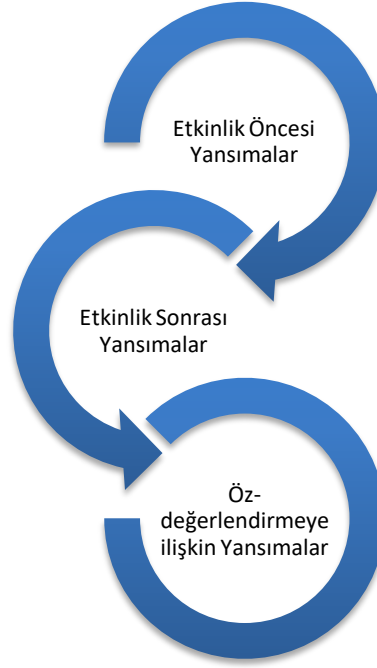 Etkinlik Öncesi
Yansımalar
Etkinlik Sonrası
Yansımalar
Öz-
değerlendirmeye
ilişkin Yansımalar